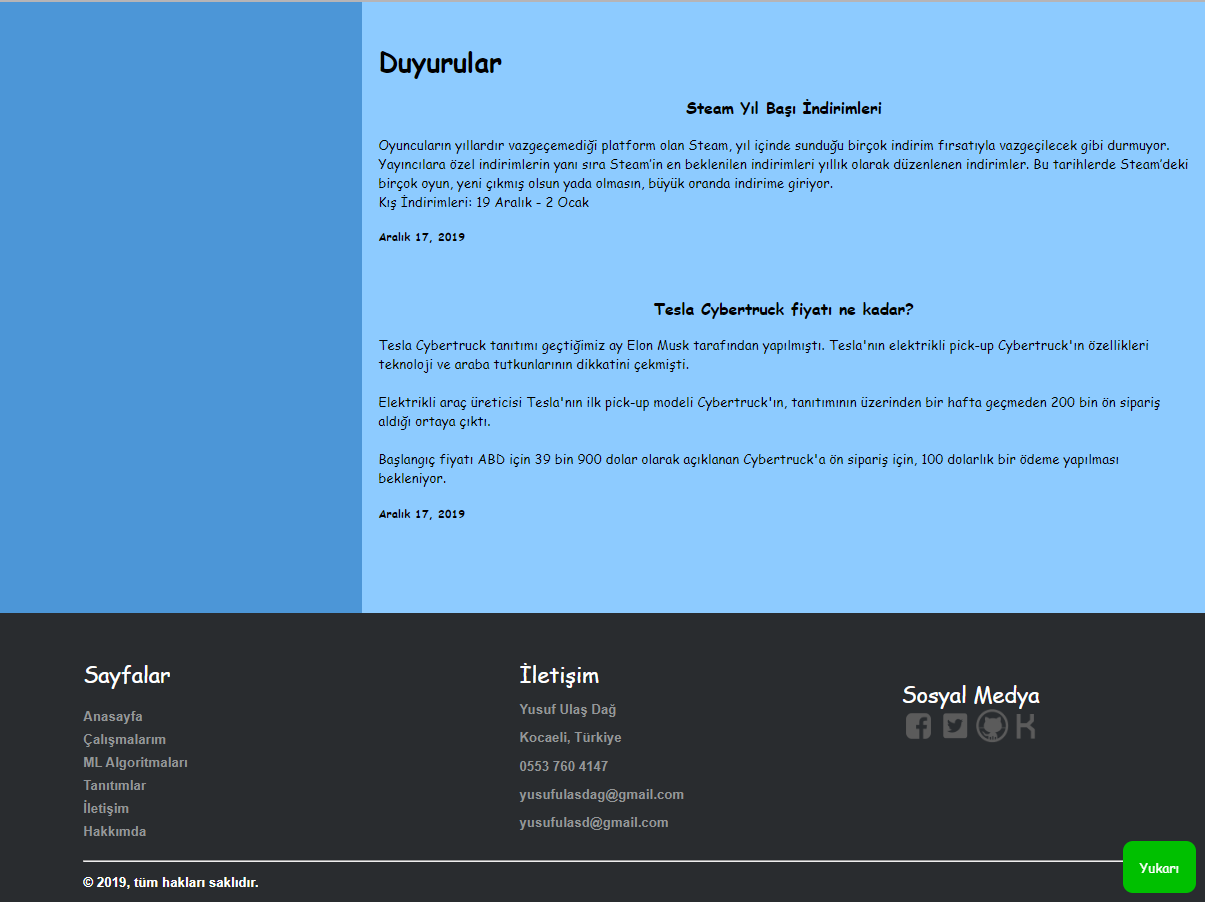 Duyurular
Steam Yıl Başı İndirimleri
Oyuncuların yıllardır vazgeçemediği platform olan Steam, yıl içinde sunduğu birçok indirim fırsatıyla vazgeçilecek gibi durmuyor.
Yayıncılara özel indirimlerin yanı sıra Steam’in en beklenilen indirimleri yıllık olarak düzenlenen indirimler. Bu tarihlerde Steam’deki
birçok oyun, yeni çıkmış olsun yada olmasın, büyük oranda indirime giriyor.
Kış İndirimleri: 19 Aralık - 2 Ocak
Aralık 17, 2019
Tesla Cybertruck fiyatı ne kadar?
Tesla Cybertruck tanıtımı geçtiğimiz ay Elon Musk tarafından yapılmıştı. Tesla'nın elektrikli pick-up Cybertruck'ın özellikleri
teknoloji ve araba tutkunlarının dikkatini çekmişti.
Elektrikli araç üreticisi Tesla'nın ilk pick-up modeli Cybertruck'ın, tanıtımının üzerinden bir hafta geçmeden 200 bin ön sipariş
aldığı ortaya çıktı.
Başlangıç fiyatı ABD için 39 bin 900 dolar olarak açıklanan Cybertruck'a ön sipariş için, 100 dolarlık bir ödeme yapılması
bekleniyor.
Aralık 17, 2019
Sayfalar
Anasayfa
Çalışmalarım
ML Algoritmaları
Tanıtımlar
İletişim
Hakkımda
İletişim
Yusuf Ulaş Dağ
Kocaeli, Türkiye
0553 760 4147
yusufulasdag@gmail.com
yusufulasd@gmail.com
Sosyal Medya
Yukarı
© 2019, tüm hakları saklıdır.